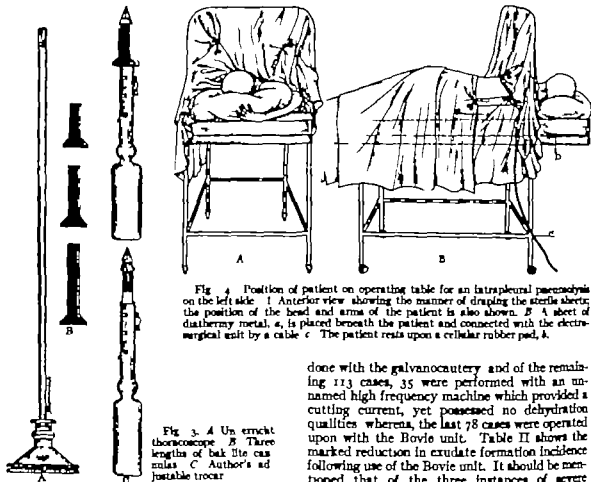 A
B
b
c
Fig 4 Position of patient on operating table for an intrapleural pneumolysis
on the left side 1 Anterior view showing the manner of draping the sterile sheets;
the position of the head and arms of the patient is also shown. B A sheet of
diathermy metal, a, is placed beneath the patient and connected with the electro-
surgical unit by a cable c The patient rests upon a cellular rubber pad, b.
B
A
C
Fig 3. A Un
thoracoscope B Three
lengths of bak lite can
nulas C Author's ad
justable trocar
done with the galvanocautery and of the remain-
ing 113 cases, 35 were performed with an un-
named high frequency machine which provided a
cutting current, yet possessed no dehydration
qualities whereas, the last 78 cases were operated
upon with the Bovie unit. Table II shows the
marked reduction in exudate formation incidence
following use of the Bovie unit. It should be men-
tioned that of the three instances of severe